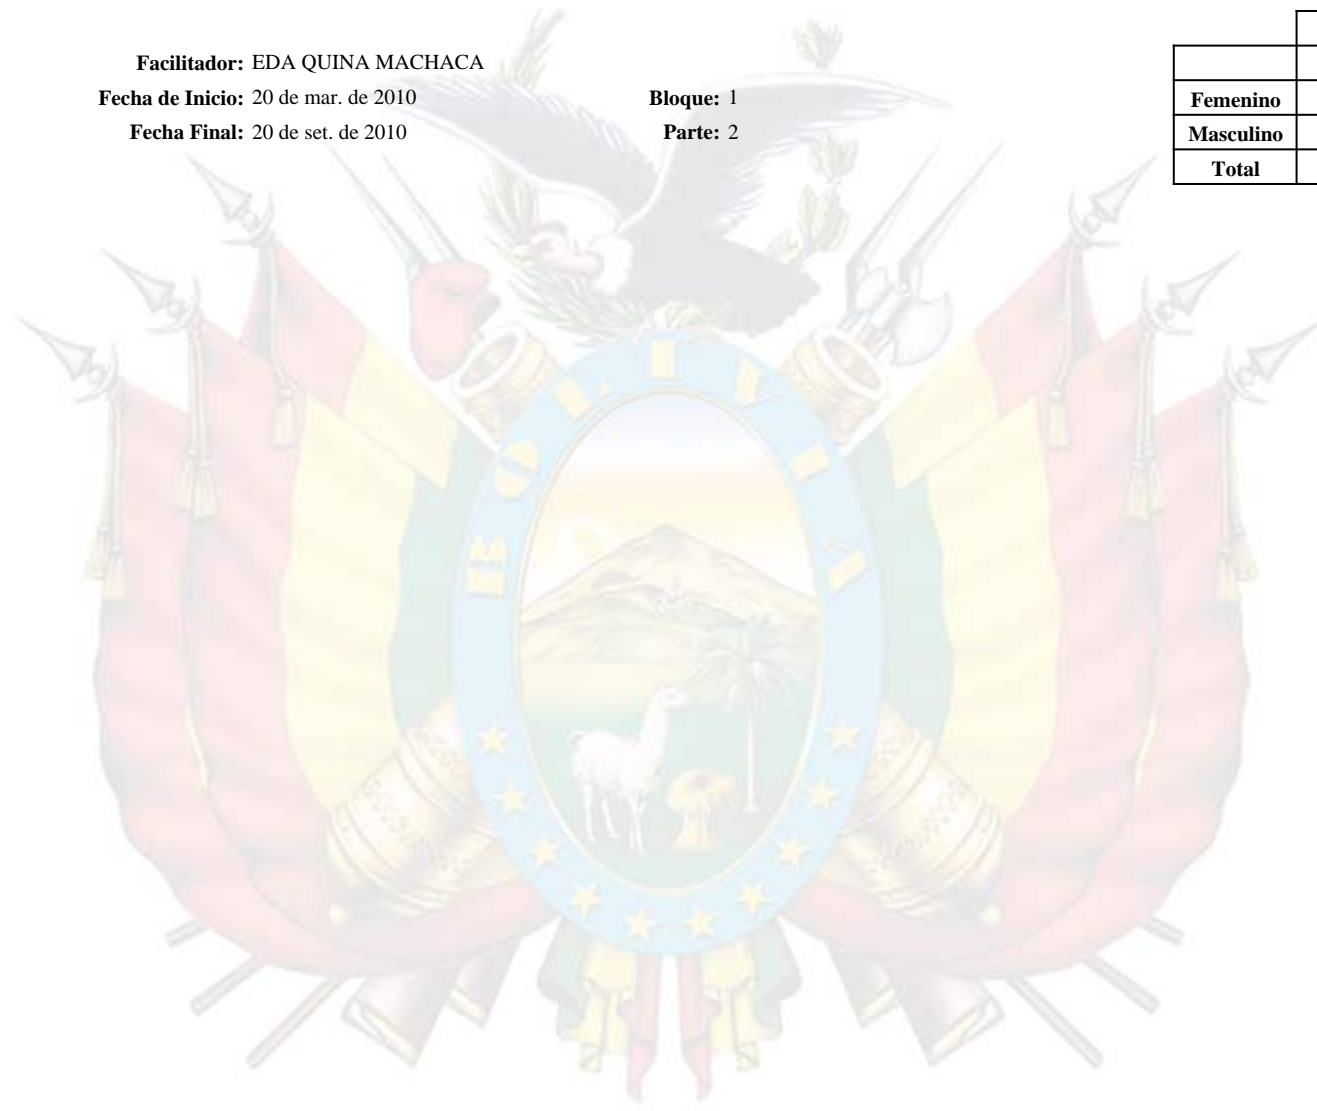 Facilitador: EDA QUINA MACHACA
Fecha de Inicio: 20 de mar. de 2010 Bloque: 1
Femenino
Fecha Final: 20 de set. de 2010 Parte: 2
Masculino
Total
BOLIVIA